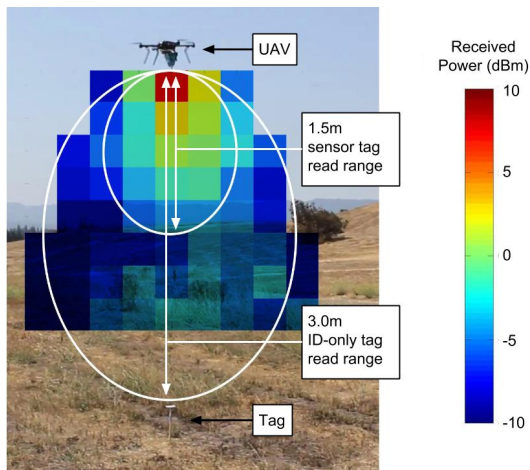 UAV
Received
Power (dBm)
10
5
0
-5
-10
1.5m
sensor tag
read range
3.0m
ID-only tag
read range
Tag